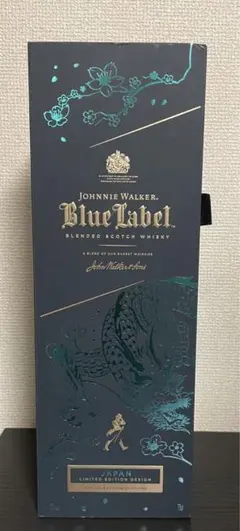 JOHNNIE WALKER.
Blue Label
BLENDED SCOTCH WHISKY
A BLEND OF OUR RAREST WHISKIES
John Walker & Sons
JAPAN
LIMITED EDITION DESIGN